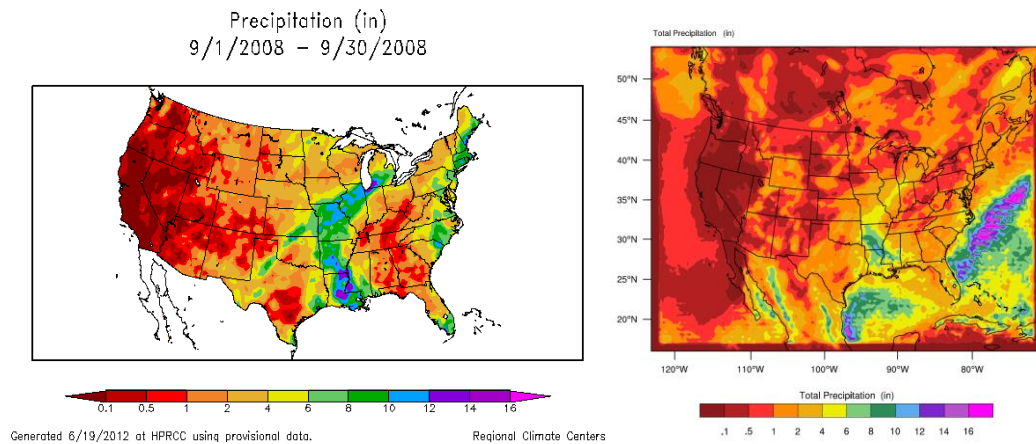 Precipitation (in)
9/1/2008 – 9/30/2008
0.1 0.5 1 2 4 6 8 10 12 14 16
Generated 6/19/2012 at HPRCC using provisional data.
Regional Climate Centers
Total Precipitation (in)
50°N
45°N
40°N
35°N
30°N
25°N
20°N
120°W 110°W 100°W 90°W 80°W
Total Precipitation (in)
.1 .5 1 2 4 6 8 10 12 14 16